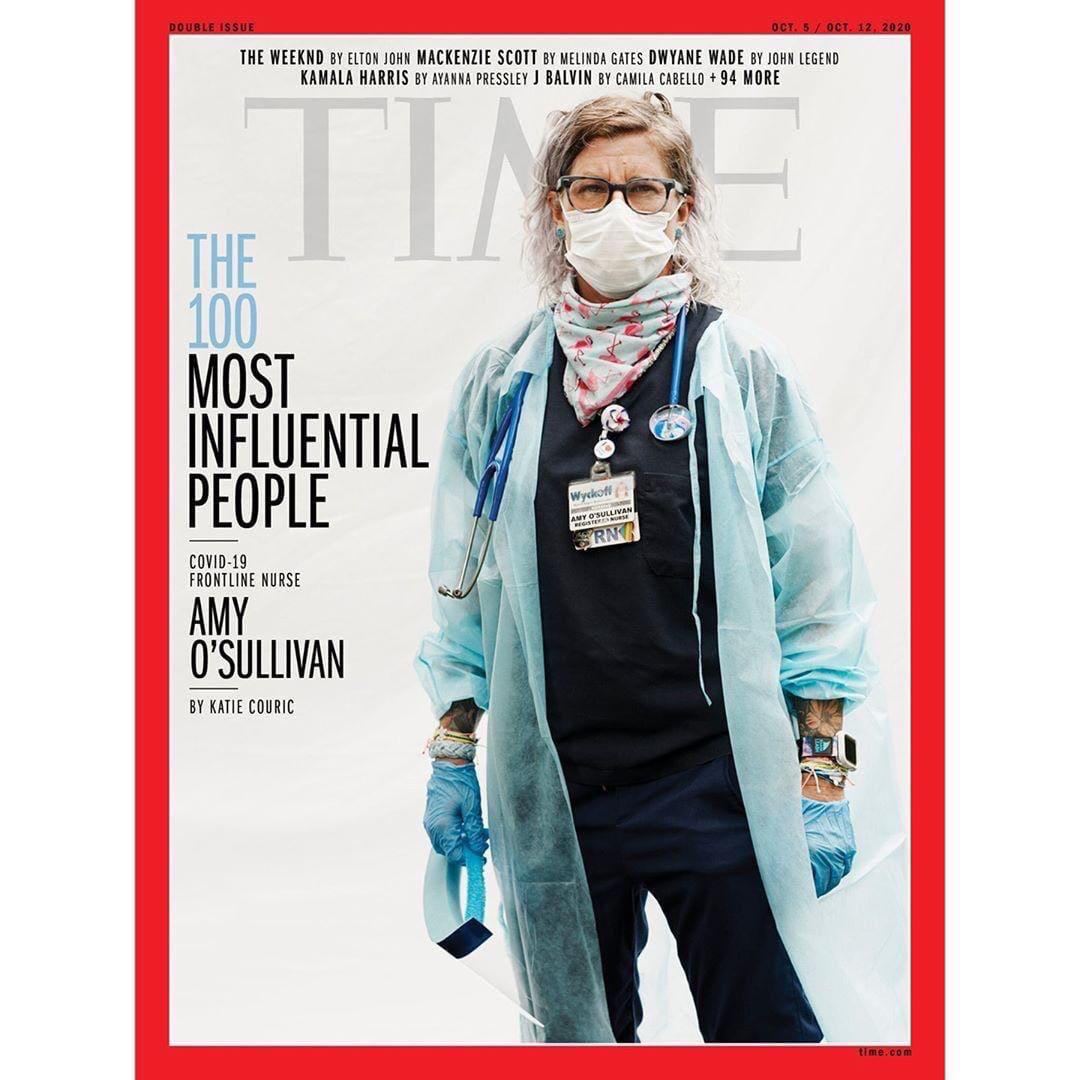 DOUBLE ISSUE
OCT. 5 / OCT. 12, 2020
THE WEEKND BY ELTON JOHN MACKENZIE SCOTT BY MELINDA GATES DWYANE WADE BY JOHN LEGEND
KAMALA HARRIS BY AYANNA PRESSLEY J BALVIN BY CAMILA CABELLO + 94 MORE
TIME
THE
100
MOST
INFLUENTIAL
PEOPLE
COVID-19
FRONTLINE NURSE
AMY
O'SULLIVAN
BY KATIE COURIC
Wyckoff
AMY O'SULLIVAN
REGISTERED NURSE
RN
time.com